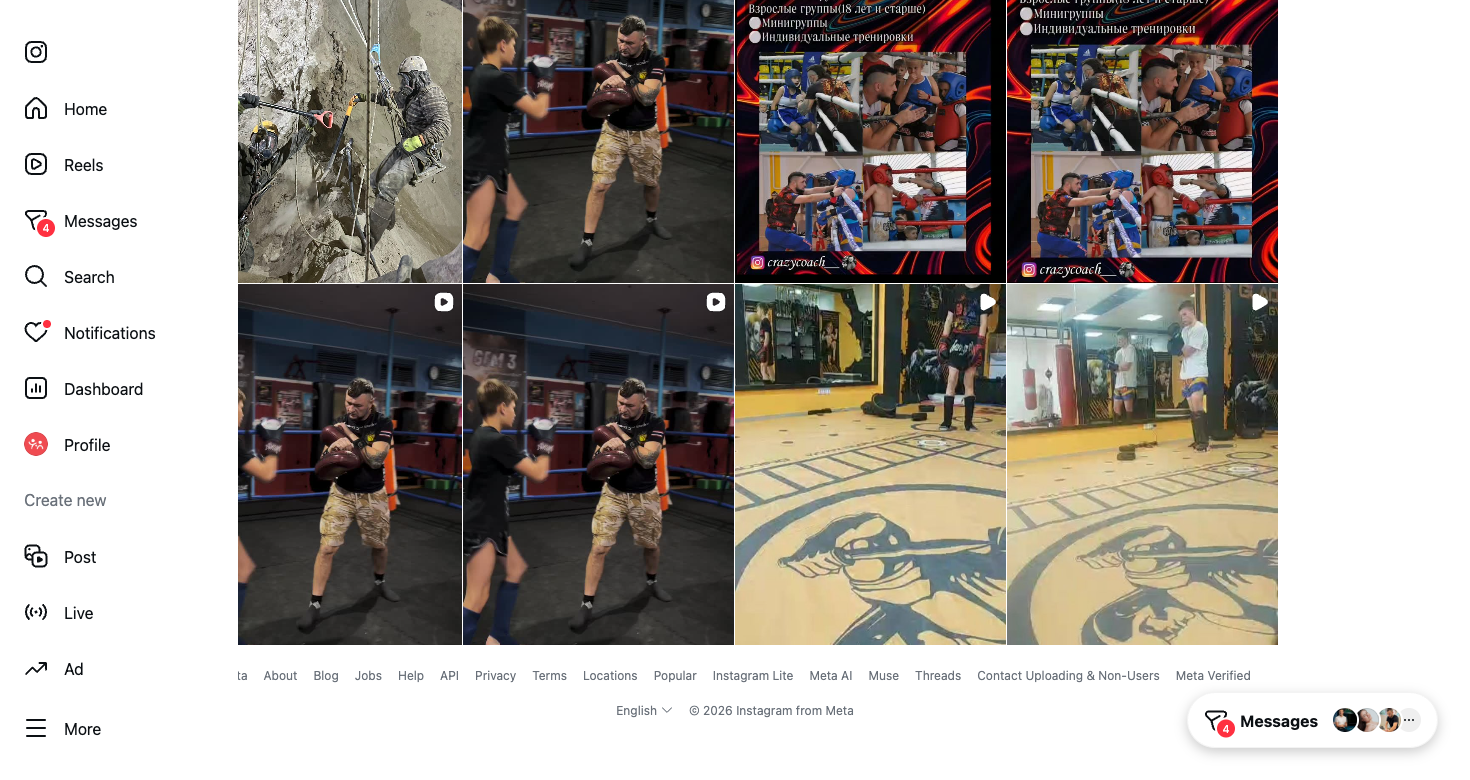 Взрослые группы(18 лет и старше)
⚪Минигруппы
⚪Индивидуальные тренировки
⚪Минигруппы
⚪Индивидуальные тренировки
crazycoach__
crazycoach__
GYM 3
Home
Reels
4
Messages
Search
Notifications
Dashboard
Profile
Create new
Post
Live
Ad
More
ta About Blog Jobs Help API Privacy Terms Locations Popular Instagram Lite Meta AI Muse Threads Contact Uploading & Non-Users Meta Verified
English © 2026 Instagram from Meta
4
Messages